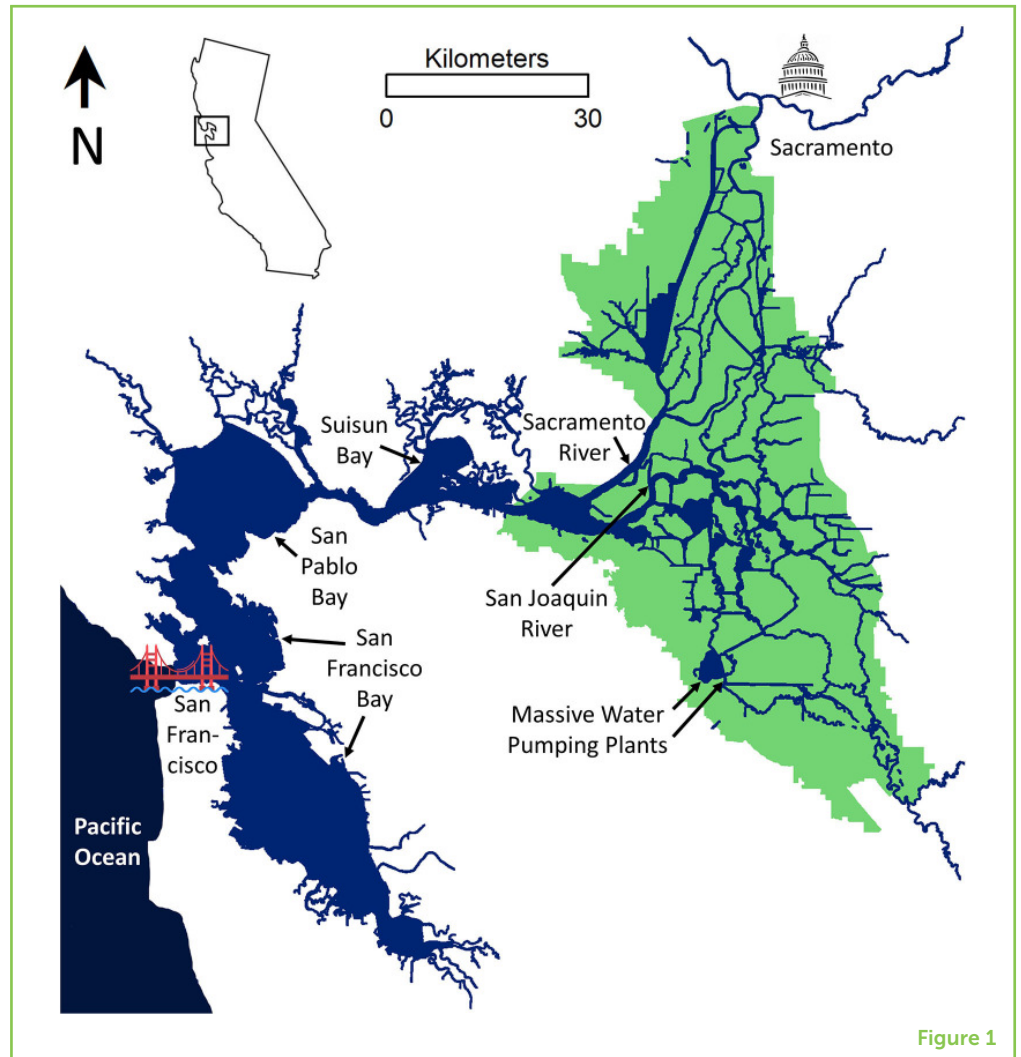 Kilometers
0 30
N
Sacramento
Suisun
Bay
Sacramento
River
San
Pablo
Bay
San Joaquin
River
San
Francisco
Bay
San
Fran-
cisco
Massive Water
Pumping Plants
Pacific
Ocean
Figure 1